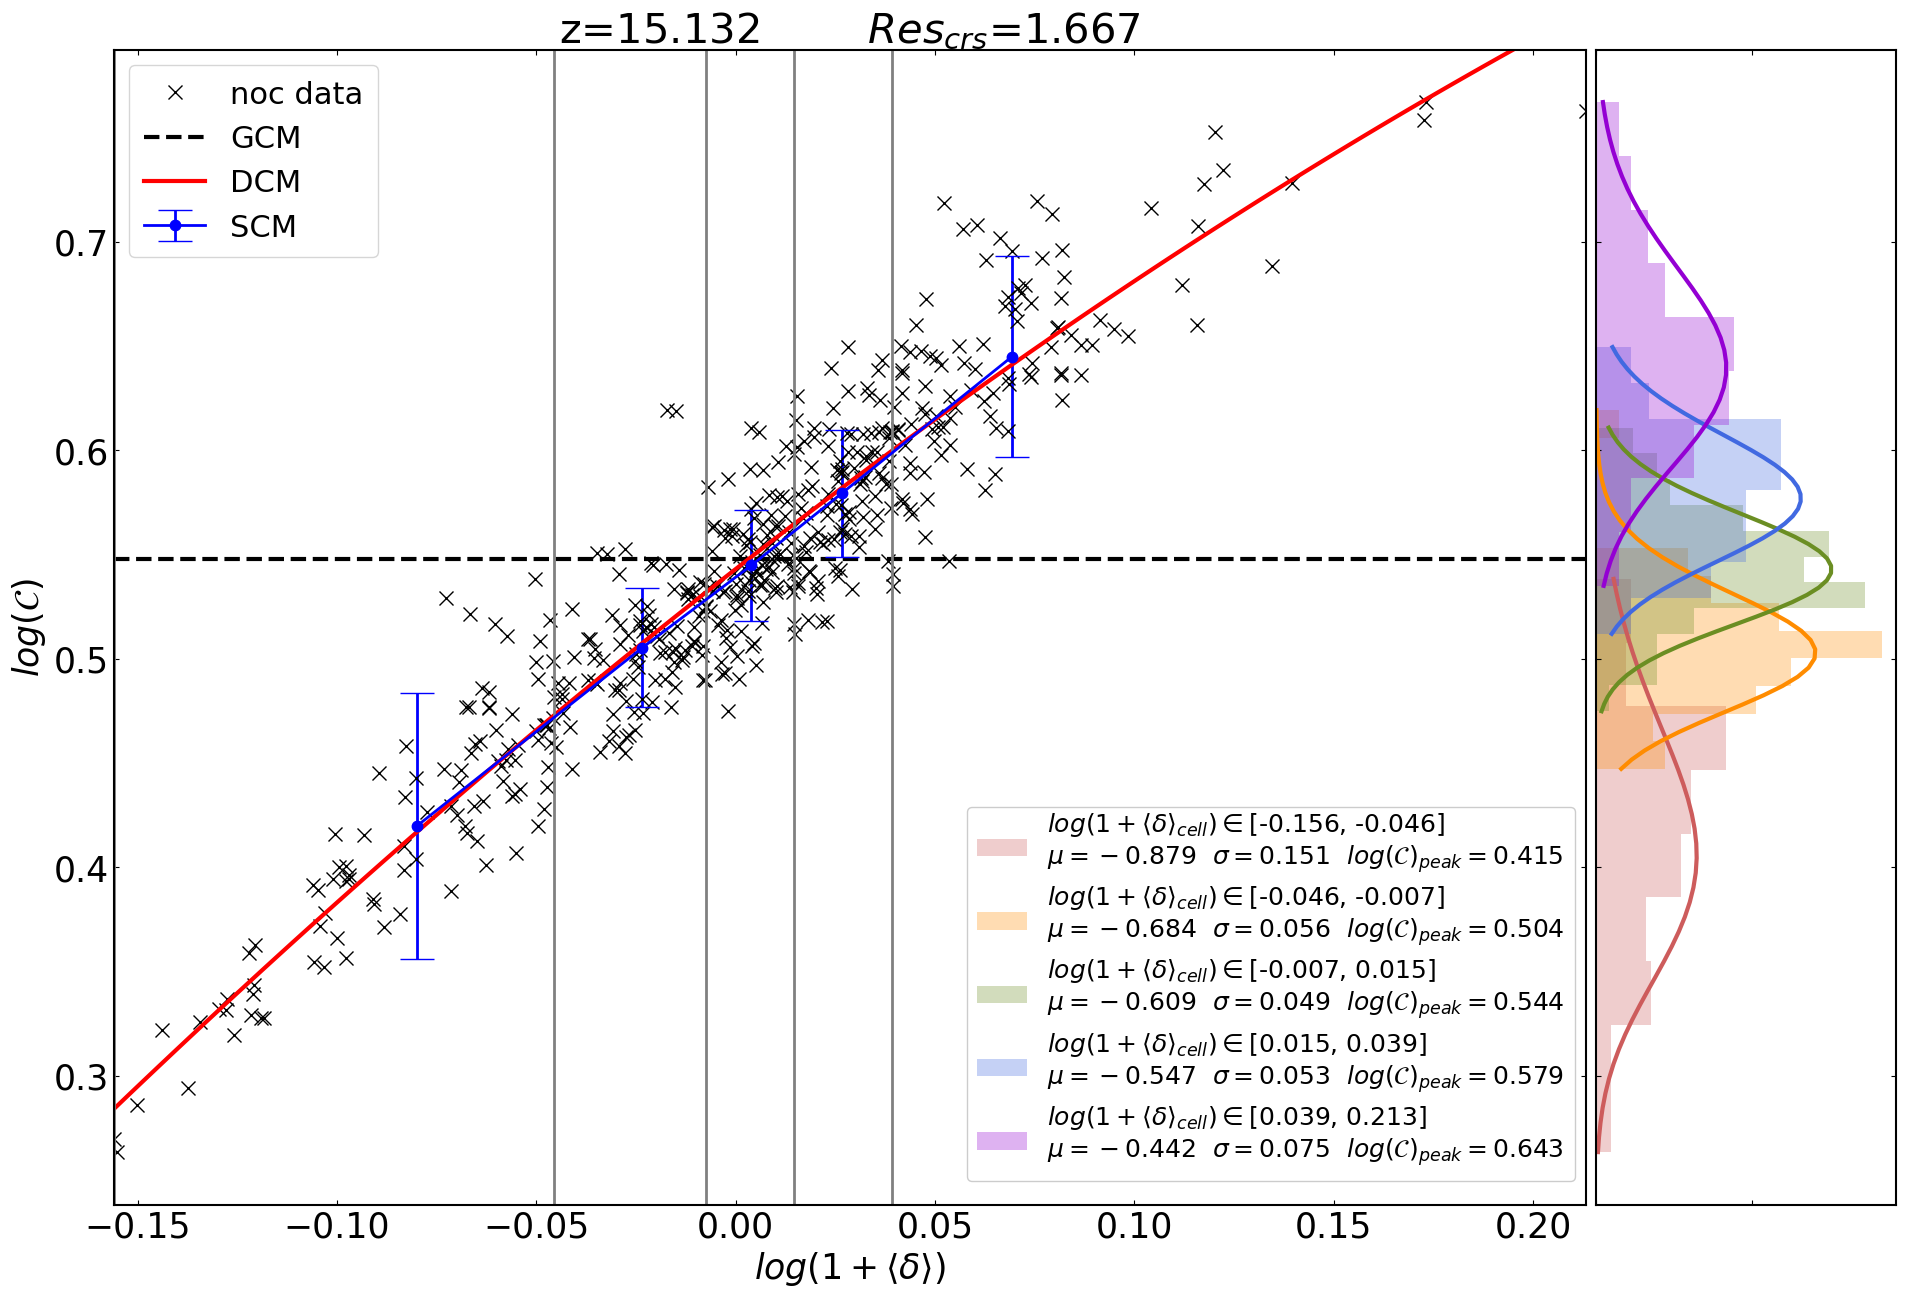 z=15.132 Res_crs=1.667
noc data
GCM
DCM
SCM
log(𝒞)
0.7
0.6
0.5
0.4
0.3
log(1 + ⟨δ⟩_cell) ∈ [-0.156, -0.046]
μ = −0.879 σ = 0.151 log(𝒞)_peak = 0.415
log(1 + ⟨δ⟩_cell) ∈ [-0.046, -0.007]
μ = −0.684 σ = 0.056 log(𝒞)_peak = 0.504
log(1 + ⟨δ⟩_cell) ∈ [-0.007, 0.015]
μ = −0.609 σ = 0.049 log(𝒞)_peak = 0.544
log(1 + ⟨δ⟩_cell) ∈ [0.015, 0.039]
μ = −0.547 σ = 0.053 log(𝒞)_peak = 0.579
log(1 + ⟨δ⟩_cell) ∈ [0.039, 0.213]
μ = −0.442 σ = 0.075 log(𝒞)_peak = 0.643
−0.15 −0.10 −0.05 0.00 0.05 0.10 0.15 0.20
log(1 + ⟨δ⟩)